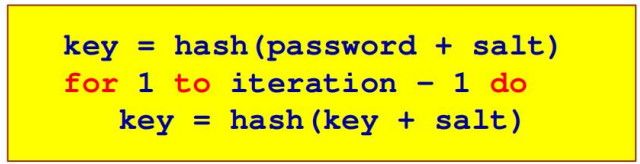 key = hash(password + salt)
for 1 to iteration – 1 do
key = hash(key + salt)